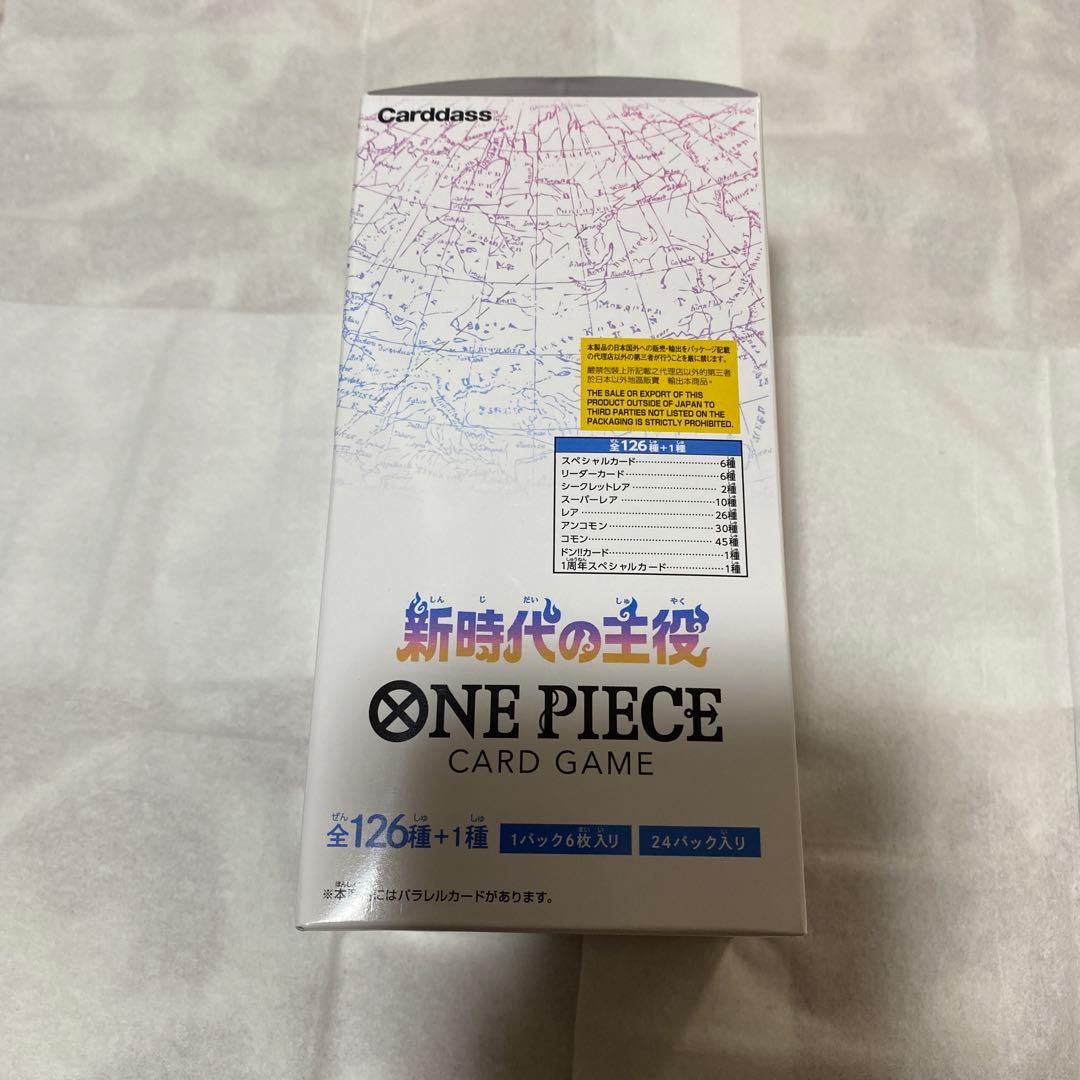 Carddass
本製品の日本国外への販売・輸出をパッケージ記載
の代理店以外の第三者が行うことを厳に禁じます。
嚴禁包裝上所記載之代理店以外的第三者
於日本以外地區販賣・輸出本商品。
THE SALE OR EXPORT OF THIS
PRODUCT OUTSIDE OF JAPAN TO
THIRD PARTIES NOT LISTED ON THE
PACKAGING IS STRICTLY PROHIBITED.
全126種+1種
スペシャルカード…6種
リーダーカード…6種
シークレットレア…2種
スーパーレア…10種
レア…26種
アンコモン…30種
コモン…45種
ドン!!カード…1種
1周年スペシャルカード…1種
新時代の主役
ONE PIECE
CARD GAME
全126種+1種 1パック6枚入り 24パック入り
※本 にはパラレルカードがあります。